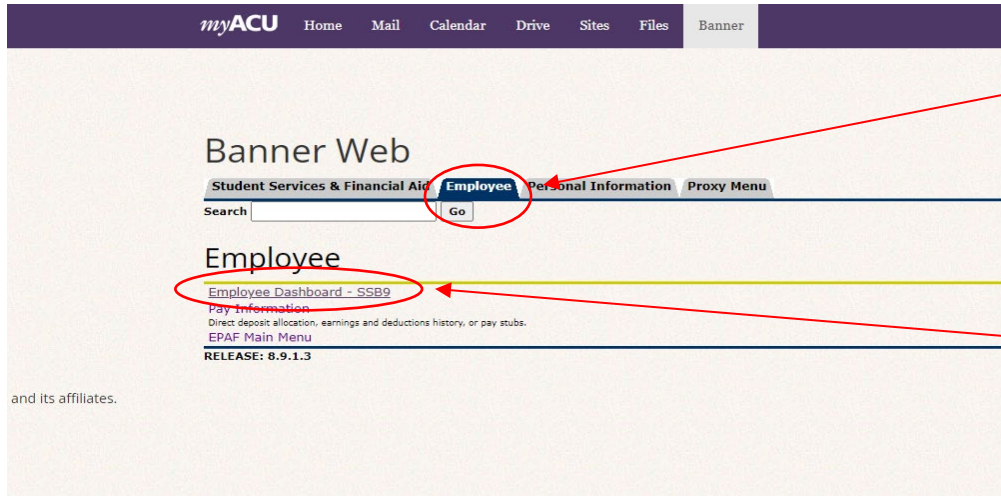 myACU Home Mail Calendar Drive Sites Files Banner
Banner Web
Student Services & Financial Aid Employee Personal Information Proxy Menu
Search Go
Employee
Employee Dashboard - SSB9
Pay Information
Direct deposit allocation, earnings and deductions history, or pay stubs.
EPAF Main Menu
RELEASE: 8.9.1.3
and its affiliates.